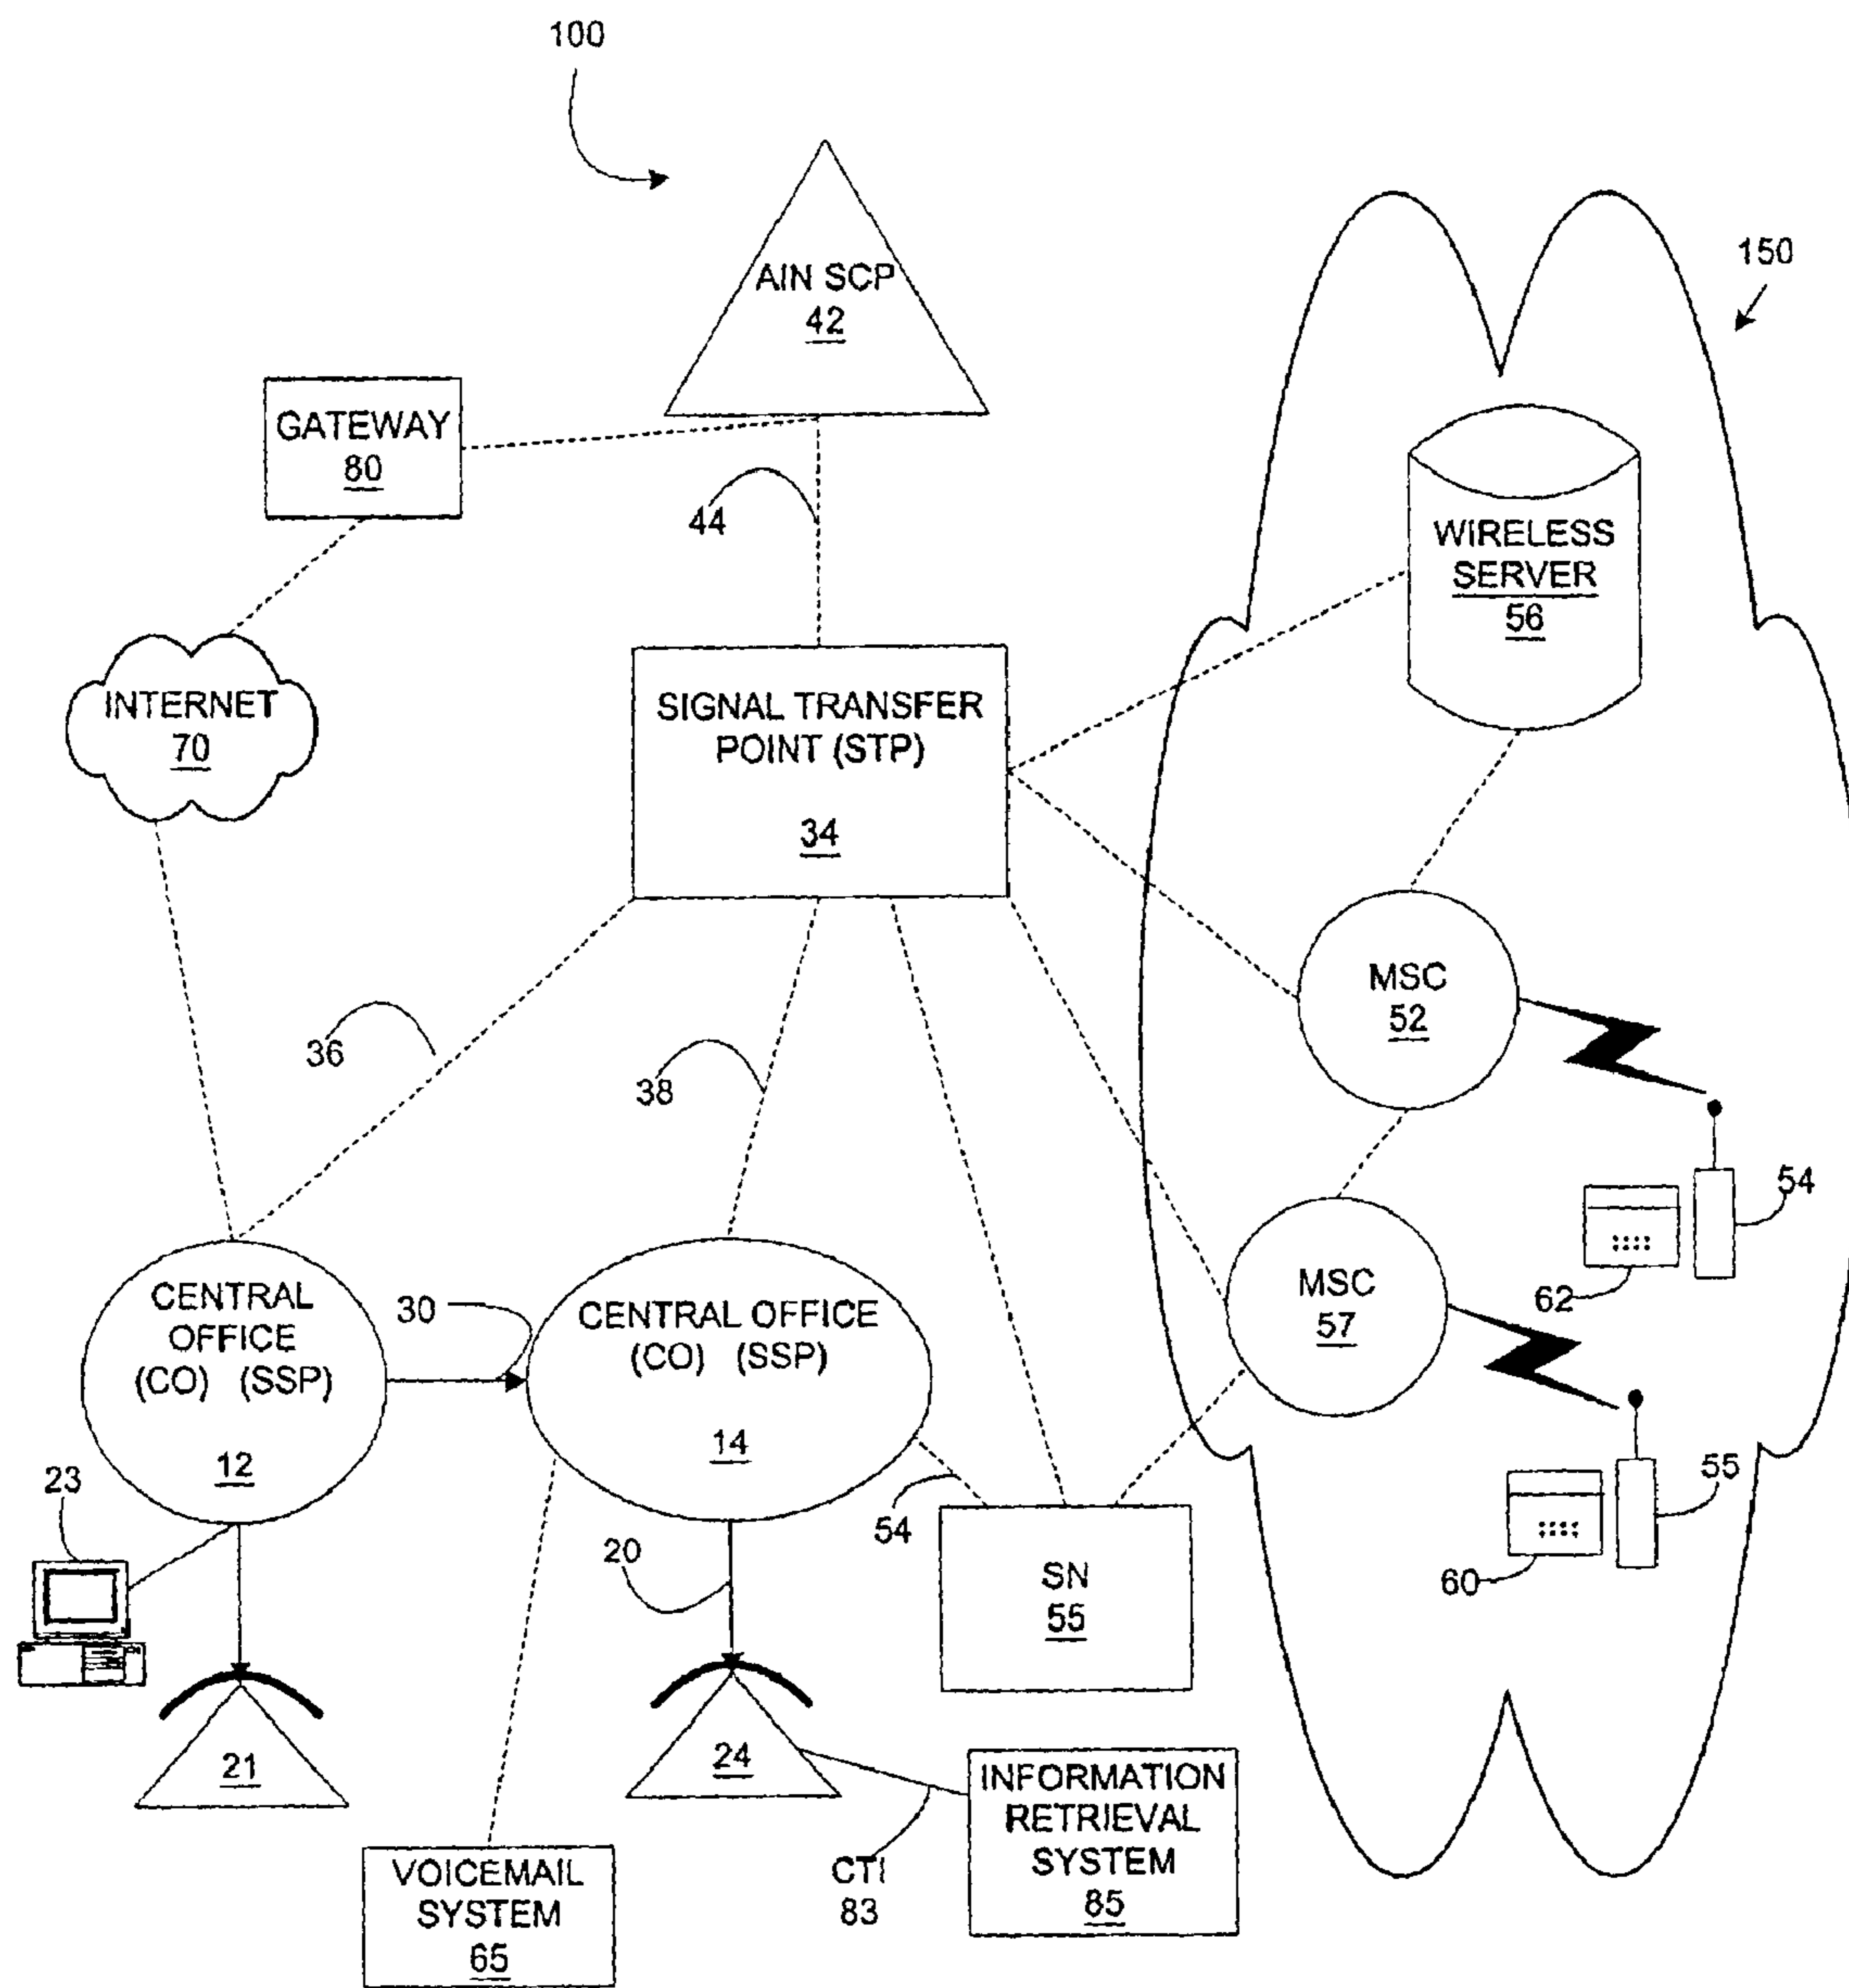 100
AIN SCP
42
150
GATEWAY
80
44
WIRELESS
SERVER
56
INTERNET
70
SIGNAL TRANSFER
POINT (STP)
34
MSC
52
36
38
54
62
CENTRAL
OFFICE
(CO) (SSP)
12
30
CENTRAL OFFICE
(CO) (SSP)
14
MSC
57
23
20
54
SN
55
55
60
21
24
CTI
83
INFORMATION
RETRIEVAL
SYSTEM
85
VOICEMAIL
SYSTEM
65